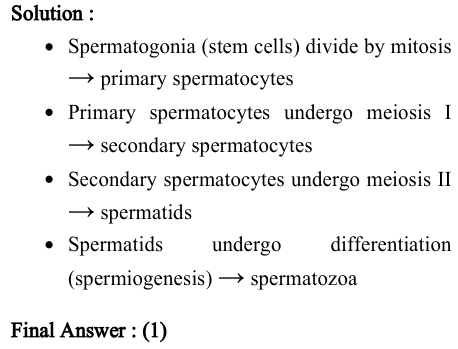 Solution :
• Spermatogonia (stem cells) divide by mitosis
⟶ primary spermatocytes
• Primary spermatocytes undergo meiosis I
⟶ secondary spermatocytes
• Secondary spermatocytes undergo meiosis II
⟶ spermatids
• Spermatids undergo differentiation
(spermiogenesis) ⟶ spermatozoa
Final Answer : (1)